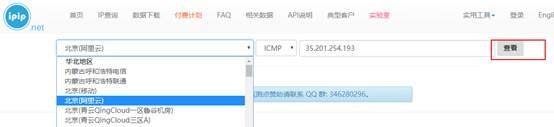 ipip
.net
首页 IP查询 数据下载 付费计划 FAQ 相关数据 API说明 典型客户 实验室 实用工具 登录 Engli
北京(阿里云) ICMP 35.201.254.193 查看
华北地区
内蒙古呼和浩特电信
内蒙古呼和浩特联通
北京(移动)
北京(阿里云)
北京(青云QingCloud一区鲁谷机房)
北京(青云QingCloud三区A)
测点赞助请联系 QQ 群: 346280296。